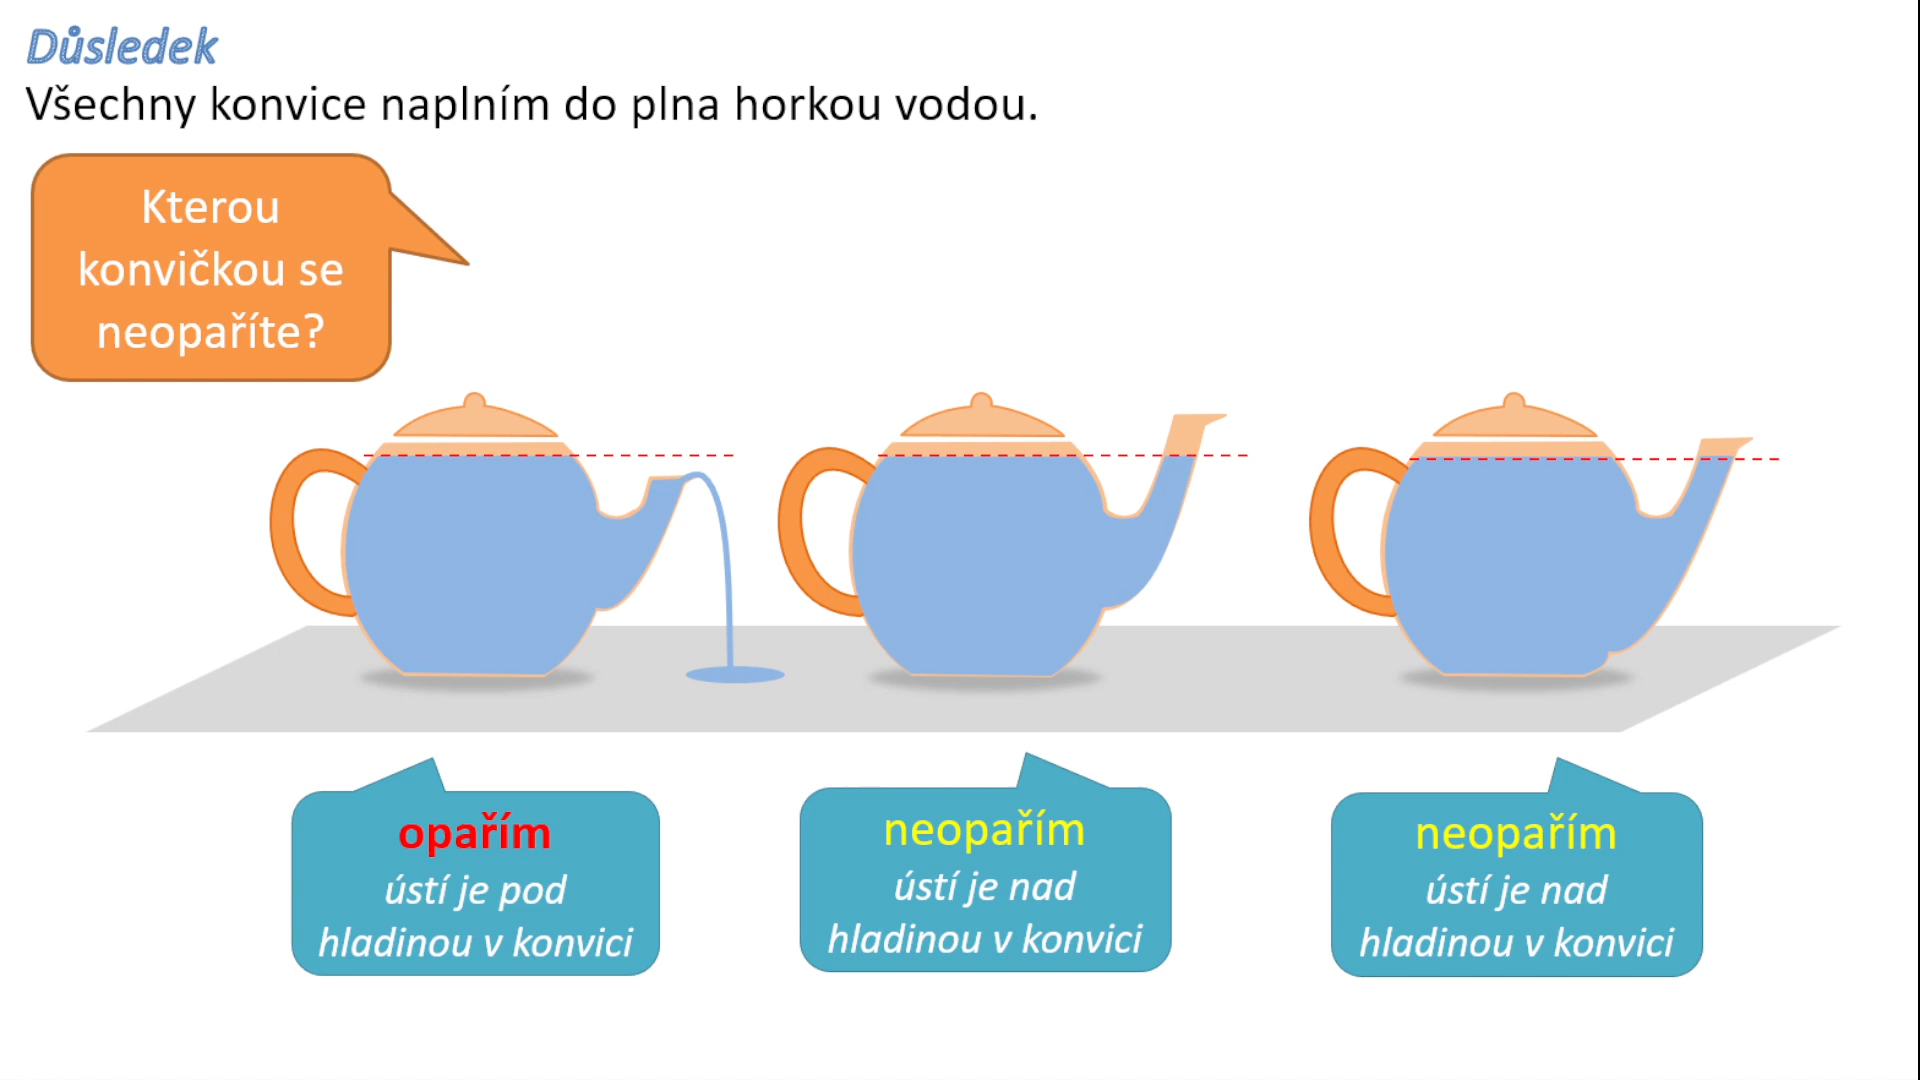 Důsledek
Všechny konvice naplním do plna horkou vodou.
Kterou
konvičkou se
neopaříte?
opařím
ústí je pod
hladinou v konvici
neopařím
ústí je nad
hladinou v konvici
neopařím
ústí je nad
hladinou v konvici